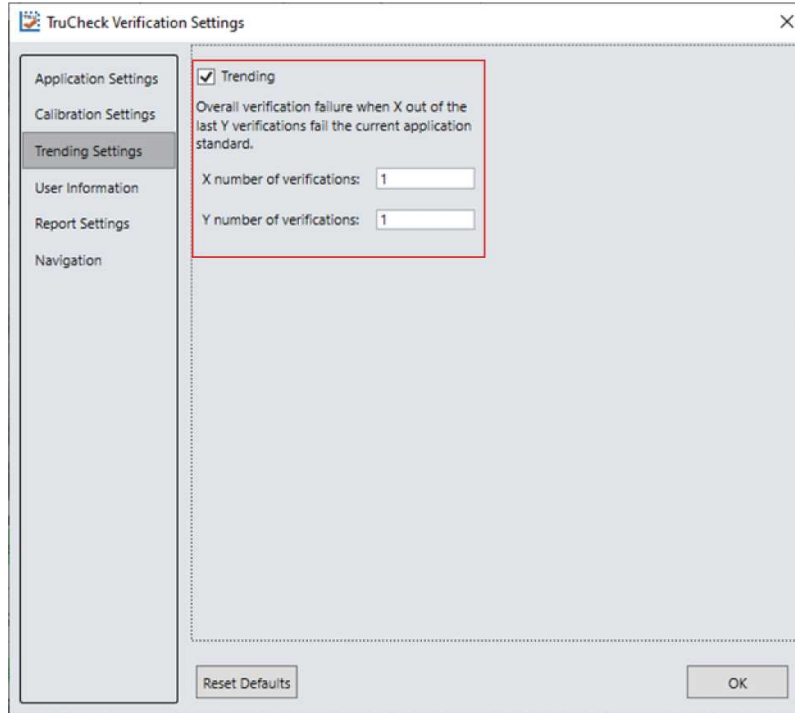 TruCheck Verification Settings
Application Settings
Calibration Settings
Trending Settings
User Information
Report Settings
Navigation
Trending
Overall verification failure when X out of the
last Y verifications fail the current application
standard.
X number of verifications: 1
Y number of verifications: 1
Reset Defaults
OK